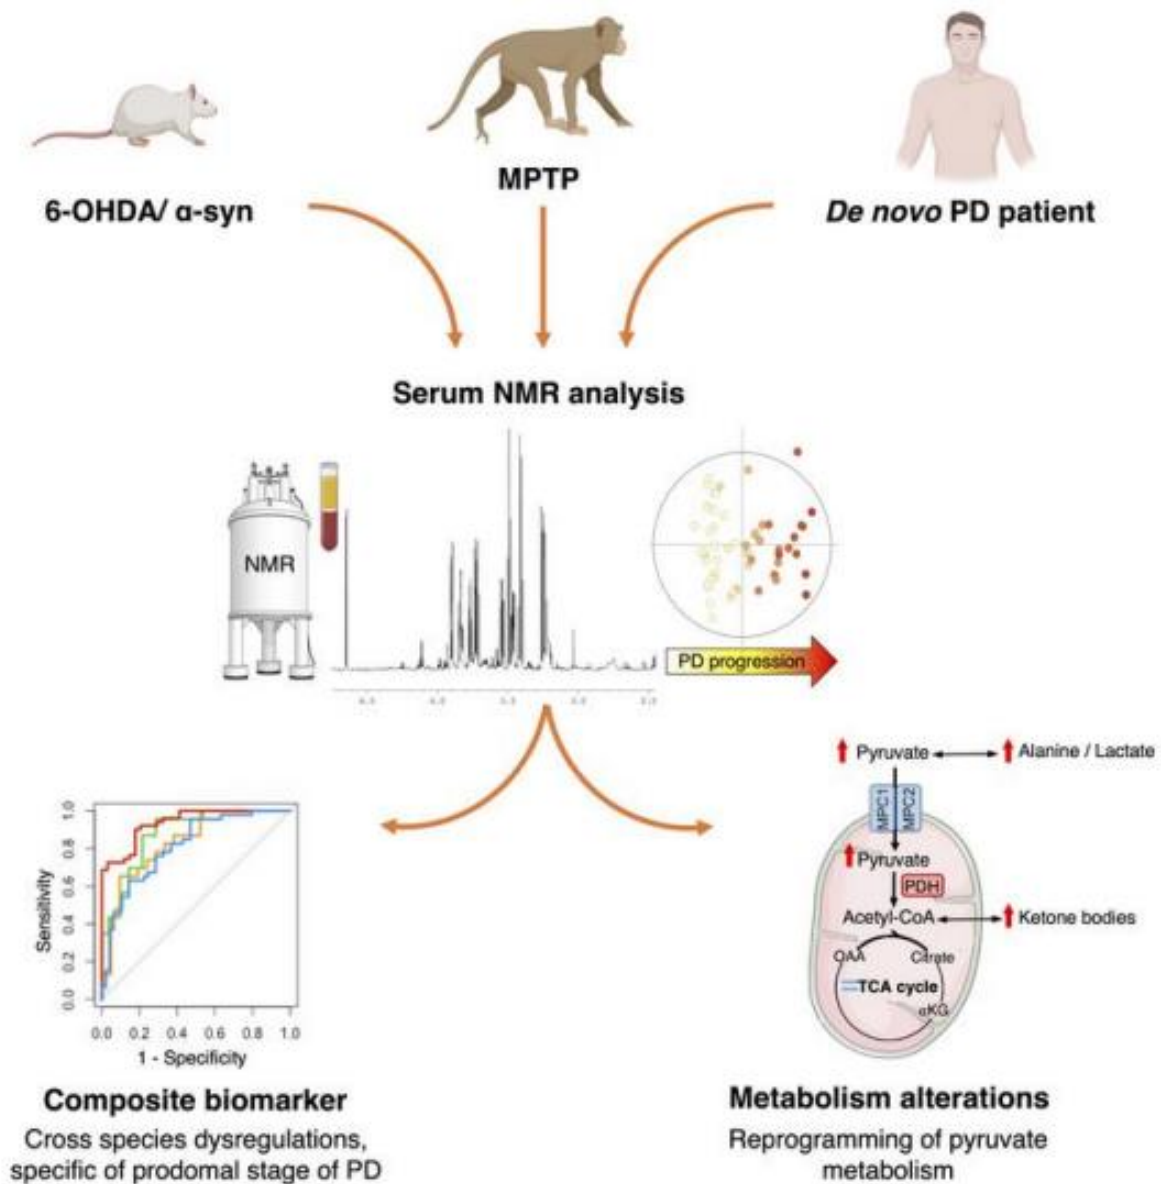 MPTP
6-OHDA/ α-syn
De novo PD patient
Serum NMR analysis
NMR
PD progression
Pyruvate
Alanine / Lactate
MPC1
MPC2
Pyruvate
PDH
Acetyl-CoA
Ketone bodies
OAA
Citrate
TCA cycle
αKG
Sensitivity
1.0
0.8
0.6
0.4
0.2
0.0
0.0 0.2 0.4 0.6 0.8 1.0
1 - Specificity
Composite biomarker
Cross species dysregulations,
specific of prodomal stage of PD
Metabolism alterations
Reprogramming of pyruvate
metabolism